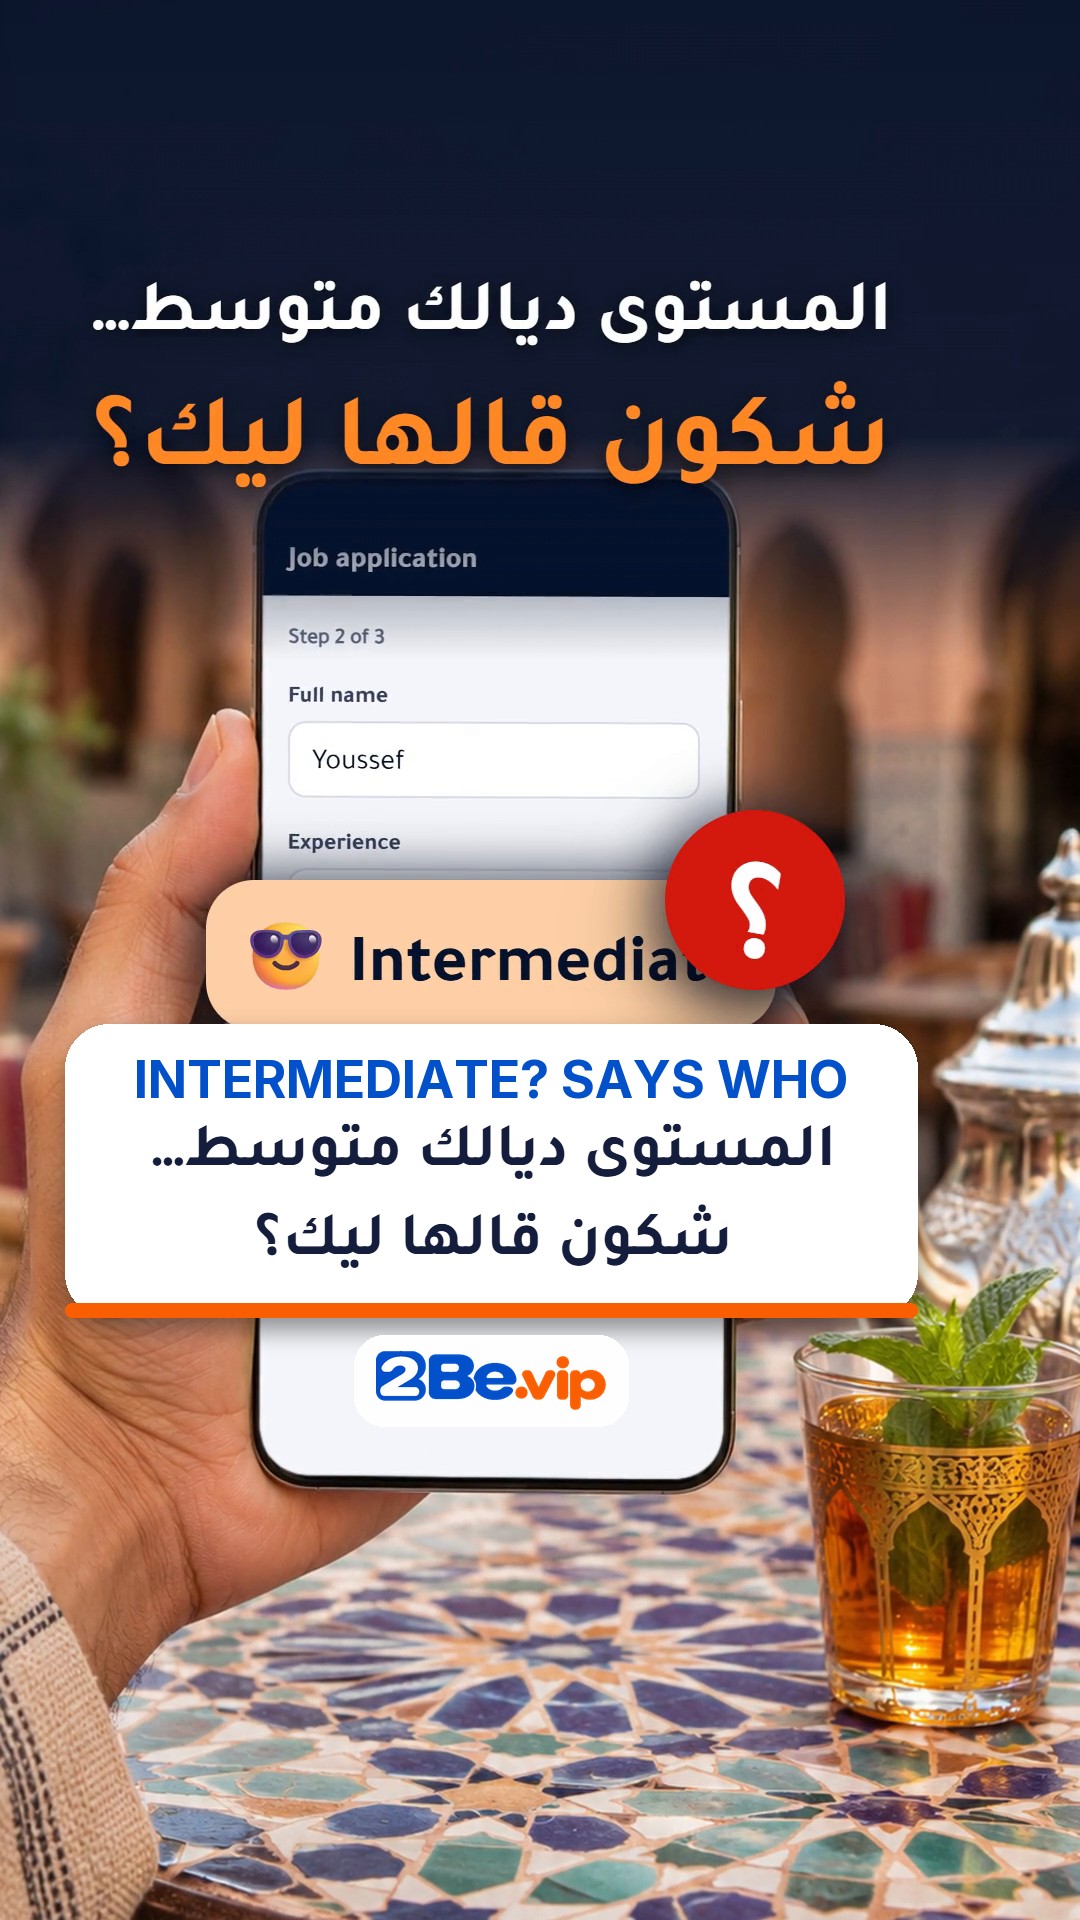 المستوى ديالك متوسط...
شكون قالها ليك؟
Job application
Step 2 of 3
Full name
Youssef
Experience
؟
Intermediat
INTERMEDIATE? SAYS WHO
المستوى ديالك متوسط...
شكون قالها ليك؟
2Be.vip